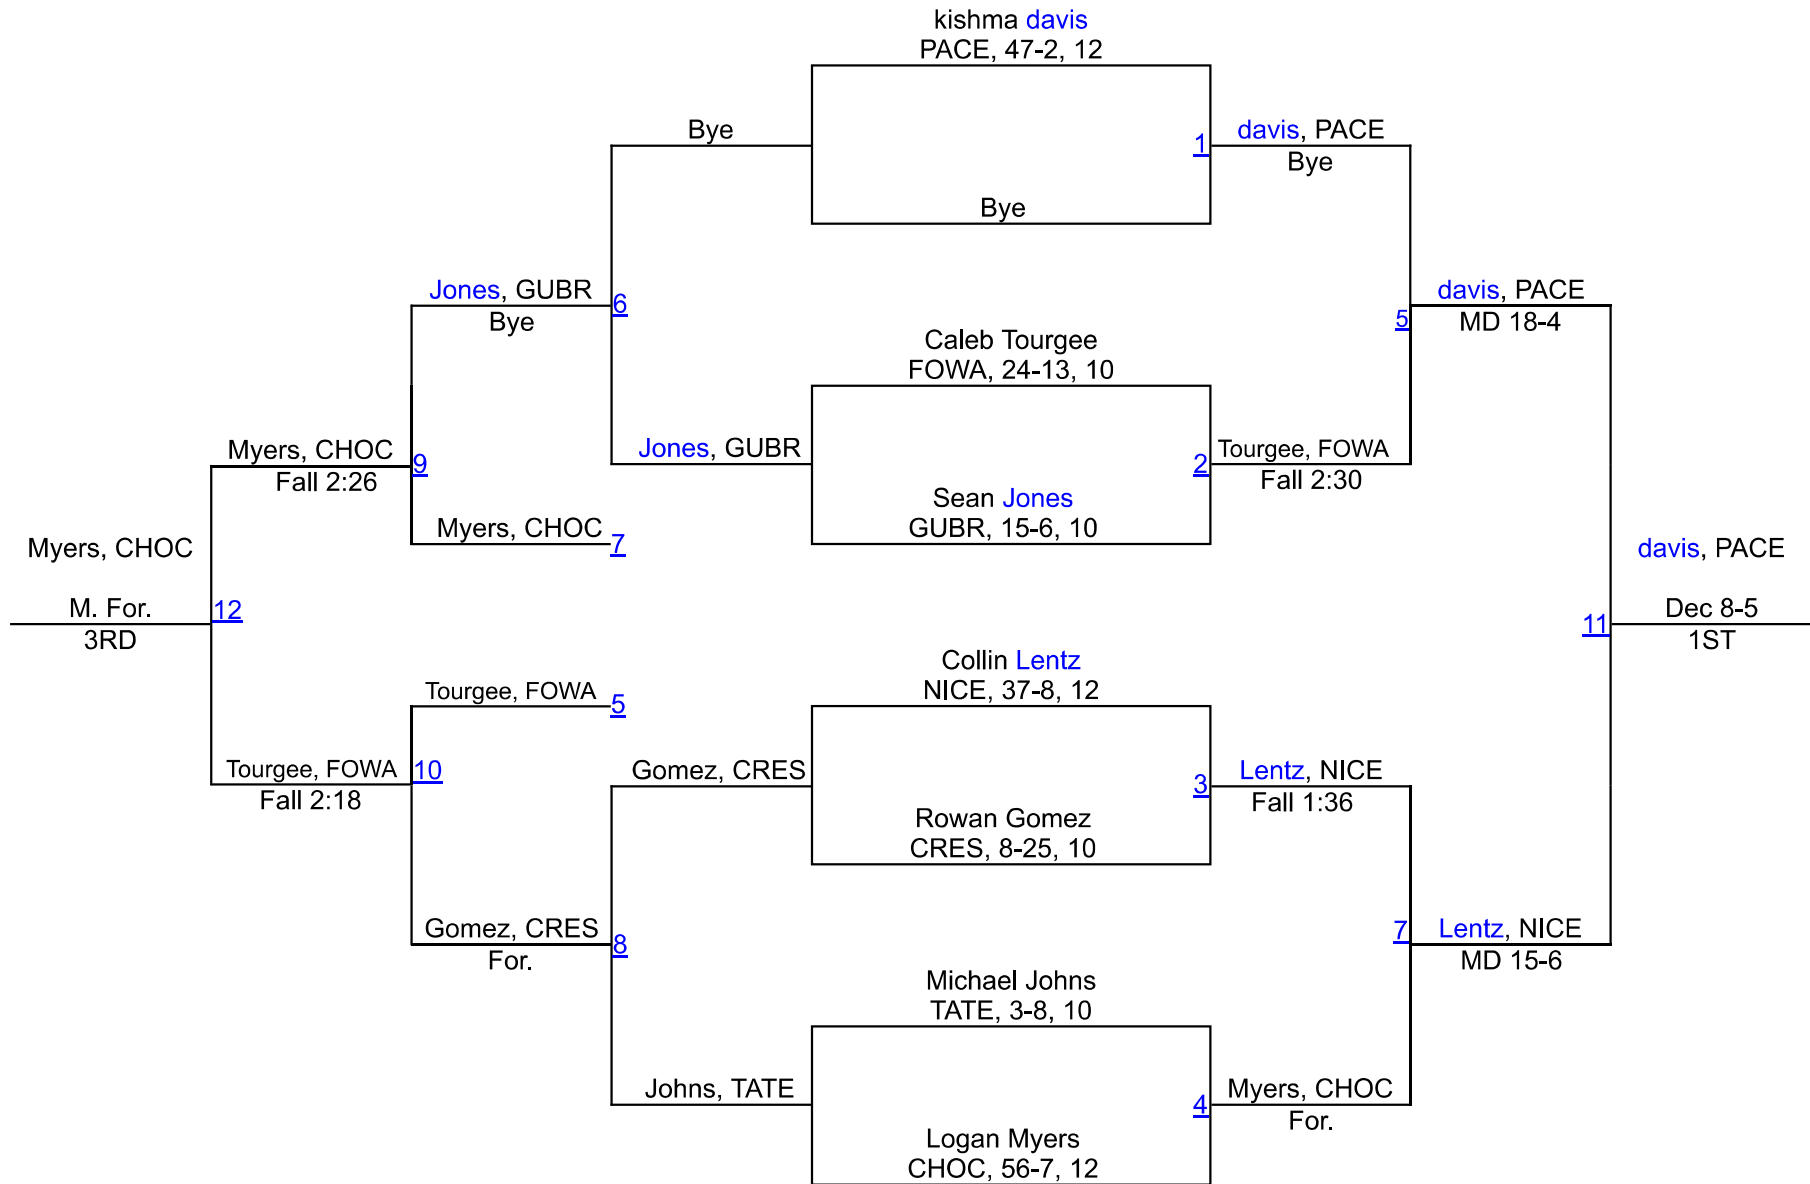 kishma davis
PACE, 47-2, 12
Bye
1
davis, PACE
Bye
Bye
Jones, GUBR
Bye
6
davis, PACE
MD 18-4
5
Caleb Tourgee
FOWA, 24-13, 10
Myers, CHOC
Fall 2:26
9
Jones, GUBR
2
Tourgee, FOWA
Fall 2:30
Sean Jones
GUBR, 15-6, 10
Myers, CHOC
7
Myers, CHOC
M. For.
3RD
12
davis, PACE
Dec 8-5
1ST
11
Collin Lentz
NICE, 37-8, 12
Tourgee, FOWA
5
Tourgee, FOWA
Fall 2:18
10
Gomez, CRES
3
Lentz, NICE
Fall 1:36
Rowan Gomez
CRES, 8-25, 10
Gomez, CRES
For.
8
7
Lentz, NICE
MD 15-6
Michael Johns
TATE, 3-8, 10
Johns, TATE
4
Myers, CHOC
For.
Logan Myers
CHOC, 56-7, 12